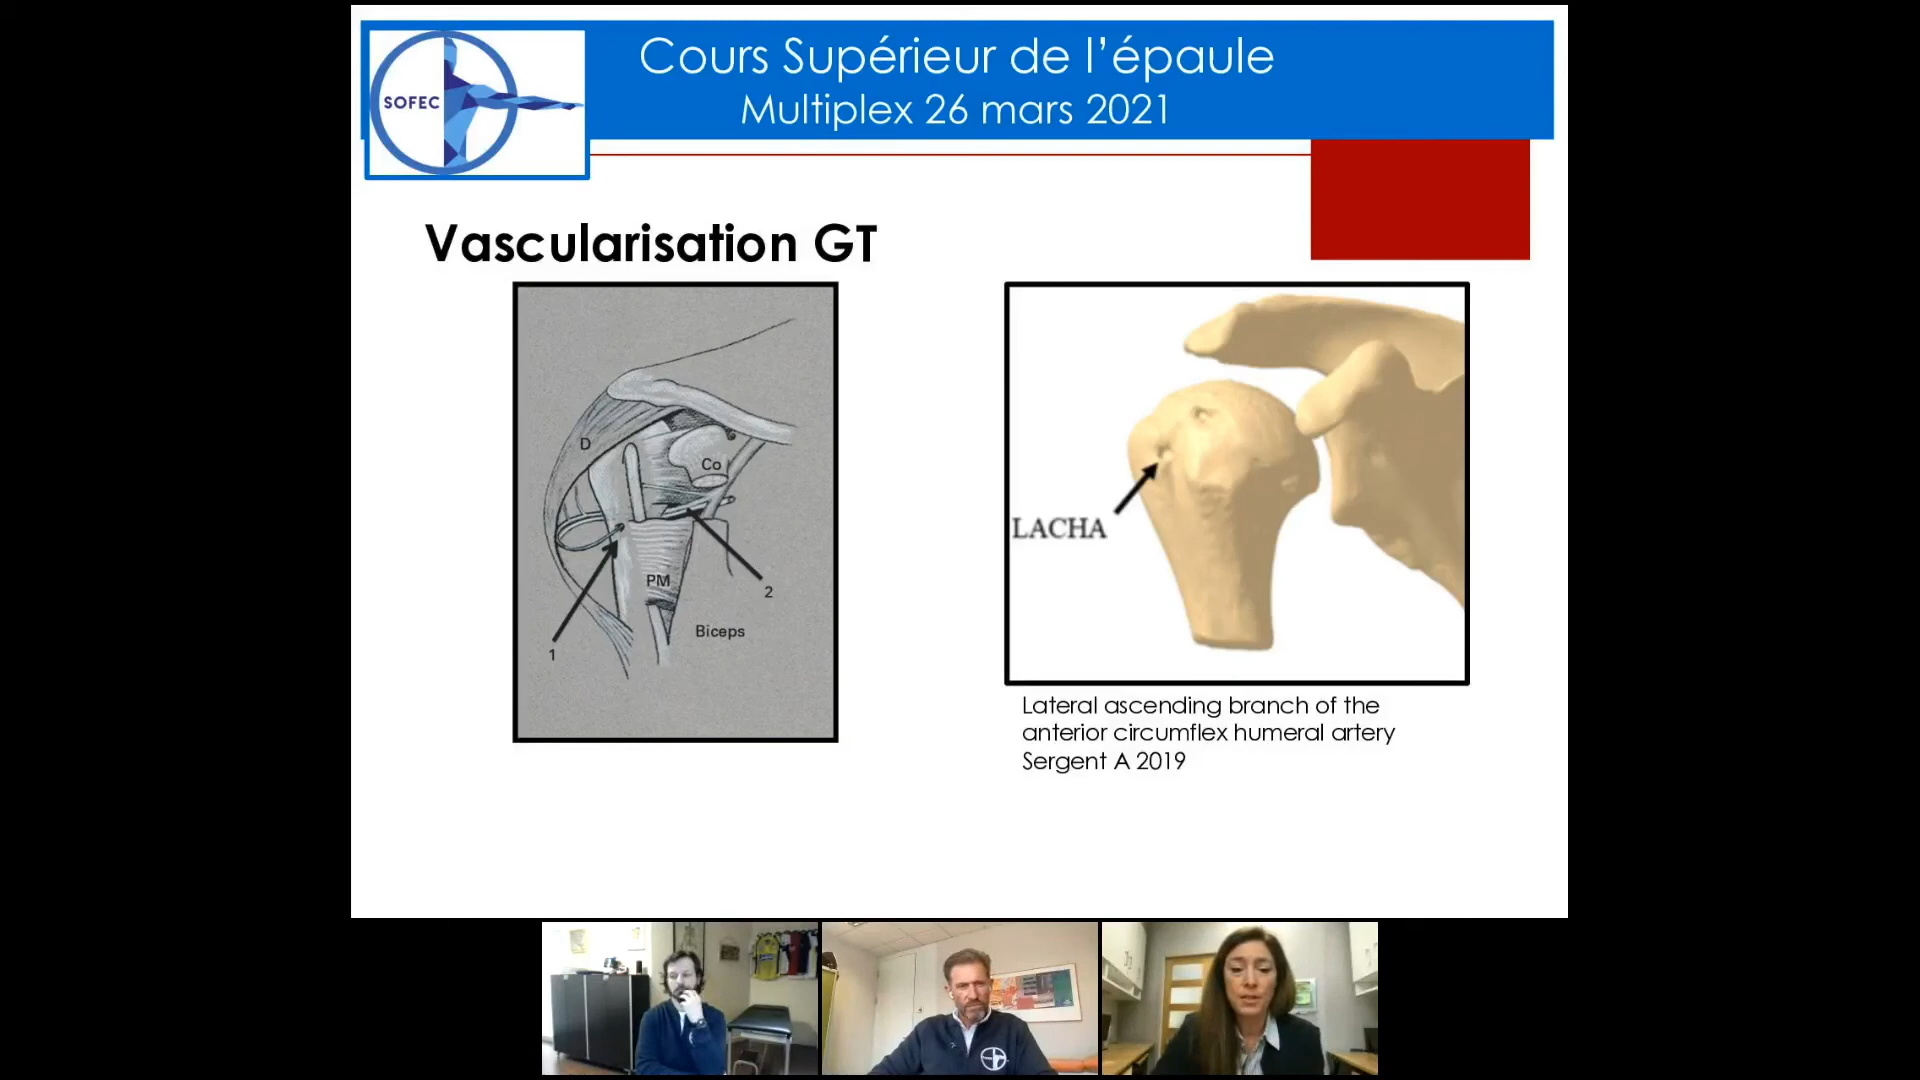 SOFEC
Cours Supérieur de l'épaule
Multiplex 26 mars 2021
Vascularisation GT
D
Co
PM
2
Biceps
1
LACHA
Lateral ascending branch of the
anterior circumflex humeral artery
Sergent A 2019